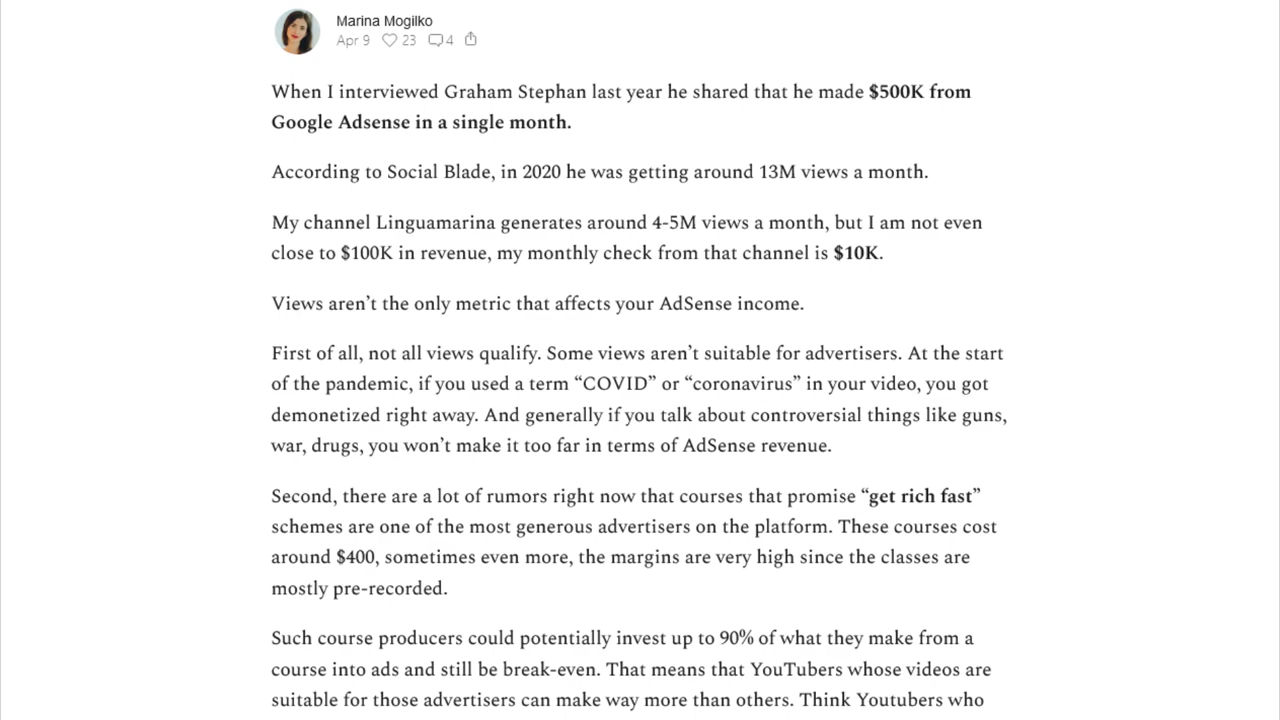 Marina Mogilko
Apr 9 23 4
When I interviewed Graham Stephan last year he shared that he made $500K from
Google Adsense in a single month.
According to Social Blade, in 2020 he was getting around 13M views a month.
My channel Linguamarina generates around 4-5M views a month, but I am not even
close to $100K in revenue, my monthly check from that channel is $10K.
Views aren’t the only metric that affects your AdSense income.
First of all, not all views qualify. Some views aren’t suitable for advertisers. At the start
of the pandemic, if you used a term “COVID” or “coronavirus” in your video, you got
demonetized right away. And generally if you talk about controversial things like guns,
war, drugs, you won’t make it too far in terms of AdSense revenue.
Second, there are a lot of rumors right now that courses that promise “get rich fast”
schemes are one of the most generous advertisers on the platform. These courses cost
around $400, sometimes even more, the margins are very high since the classes are
mostly pre-recorded.
Such course producers could potentially invest up to 90% of what they make from a
course into ads and still be break-even. That means that YouTubers whose videos are
suitable for those advertisers can make way more than others. Think Youtubers who